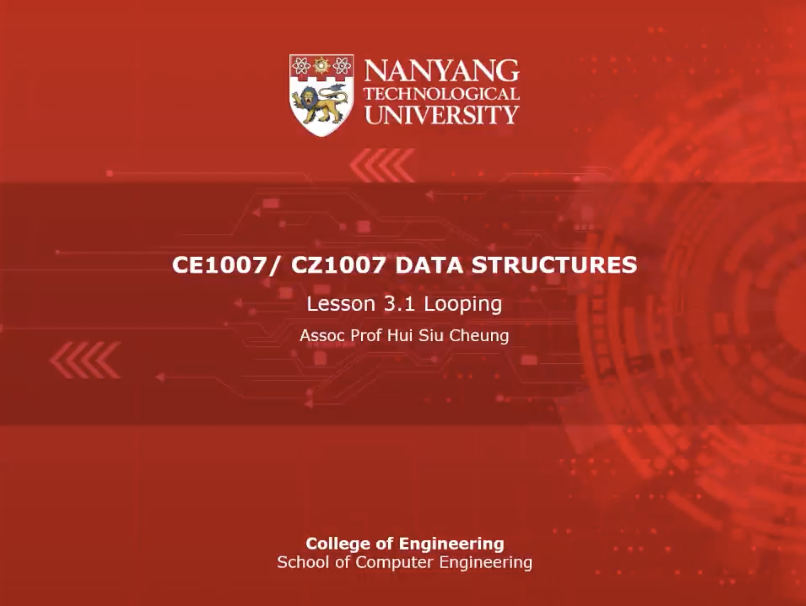 NANYANG
TECHNOLOGICAL
UNIVERSITY
CE1007/ CZ1007 DATA STRUCTURES
Lesson 3.1 Looping
Assoc Prof Hui Siu Cheung
College of Engineering
School of Computer Engineering